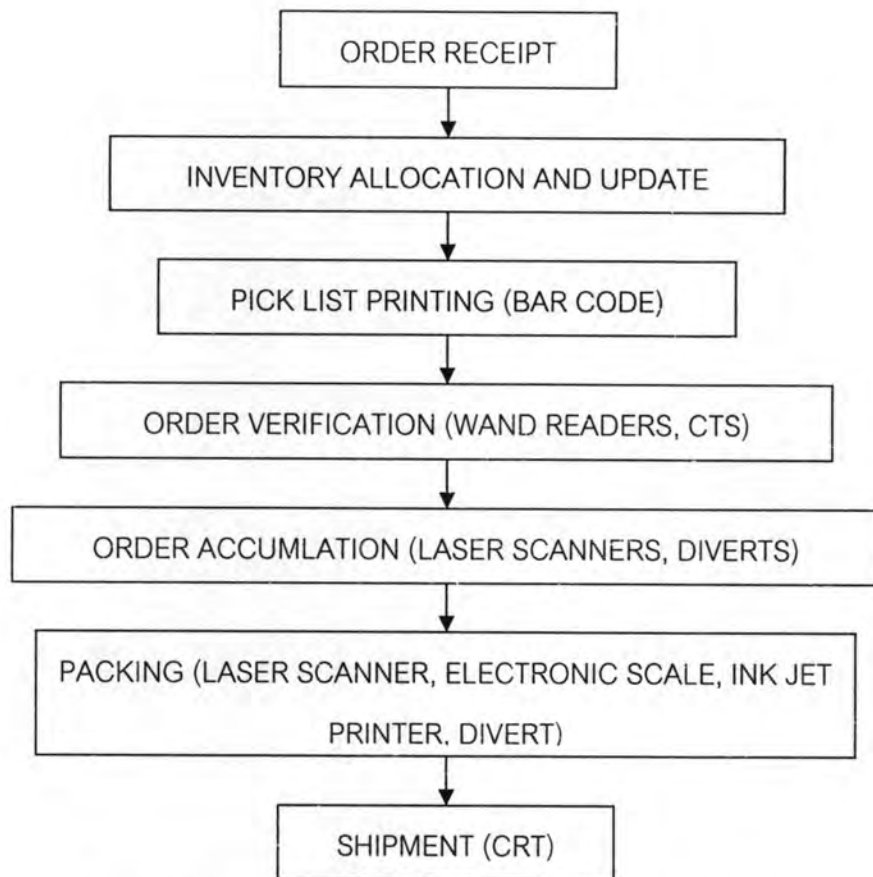 ORDER RECEIPT
INVENTORY ALLOCATION AND UPDATE
PICK LIST PRINTING (BAR CODE)
ORDER VERIFICATION (WAND READERS, CTS)
ORDER ACCUMLATION (LASER SCANNERS, DIVERTS)
PACKING (LASER SCANNER, ELECTRONIC SCALE, INK JET
PRINTER, DIVERT)
SHIPMENT (CRT)